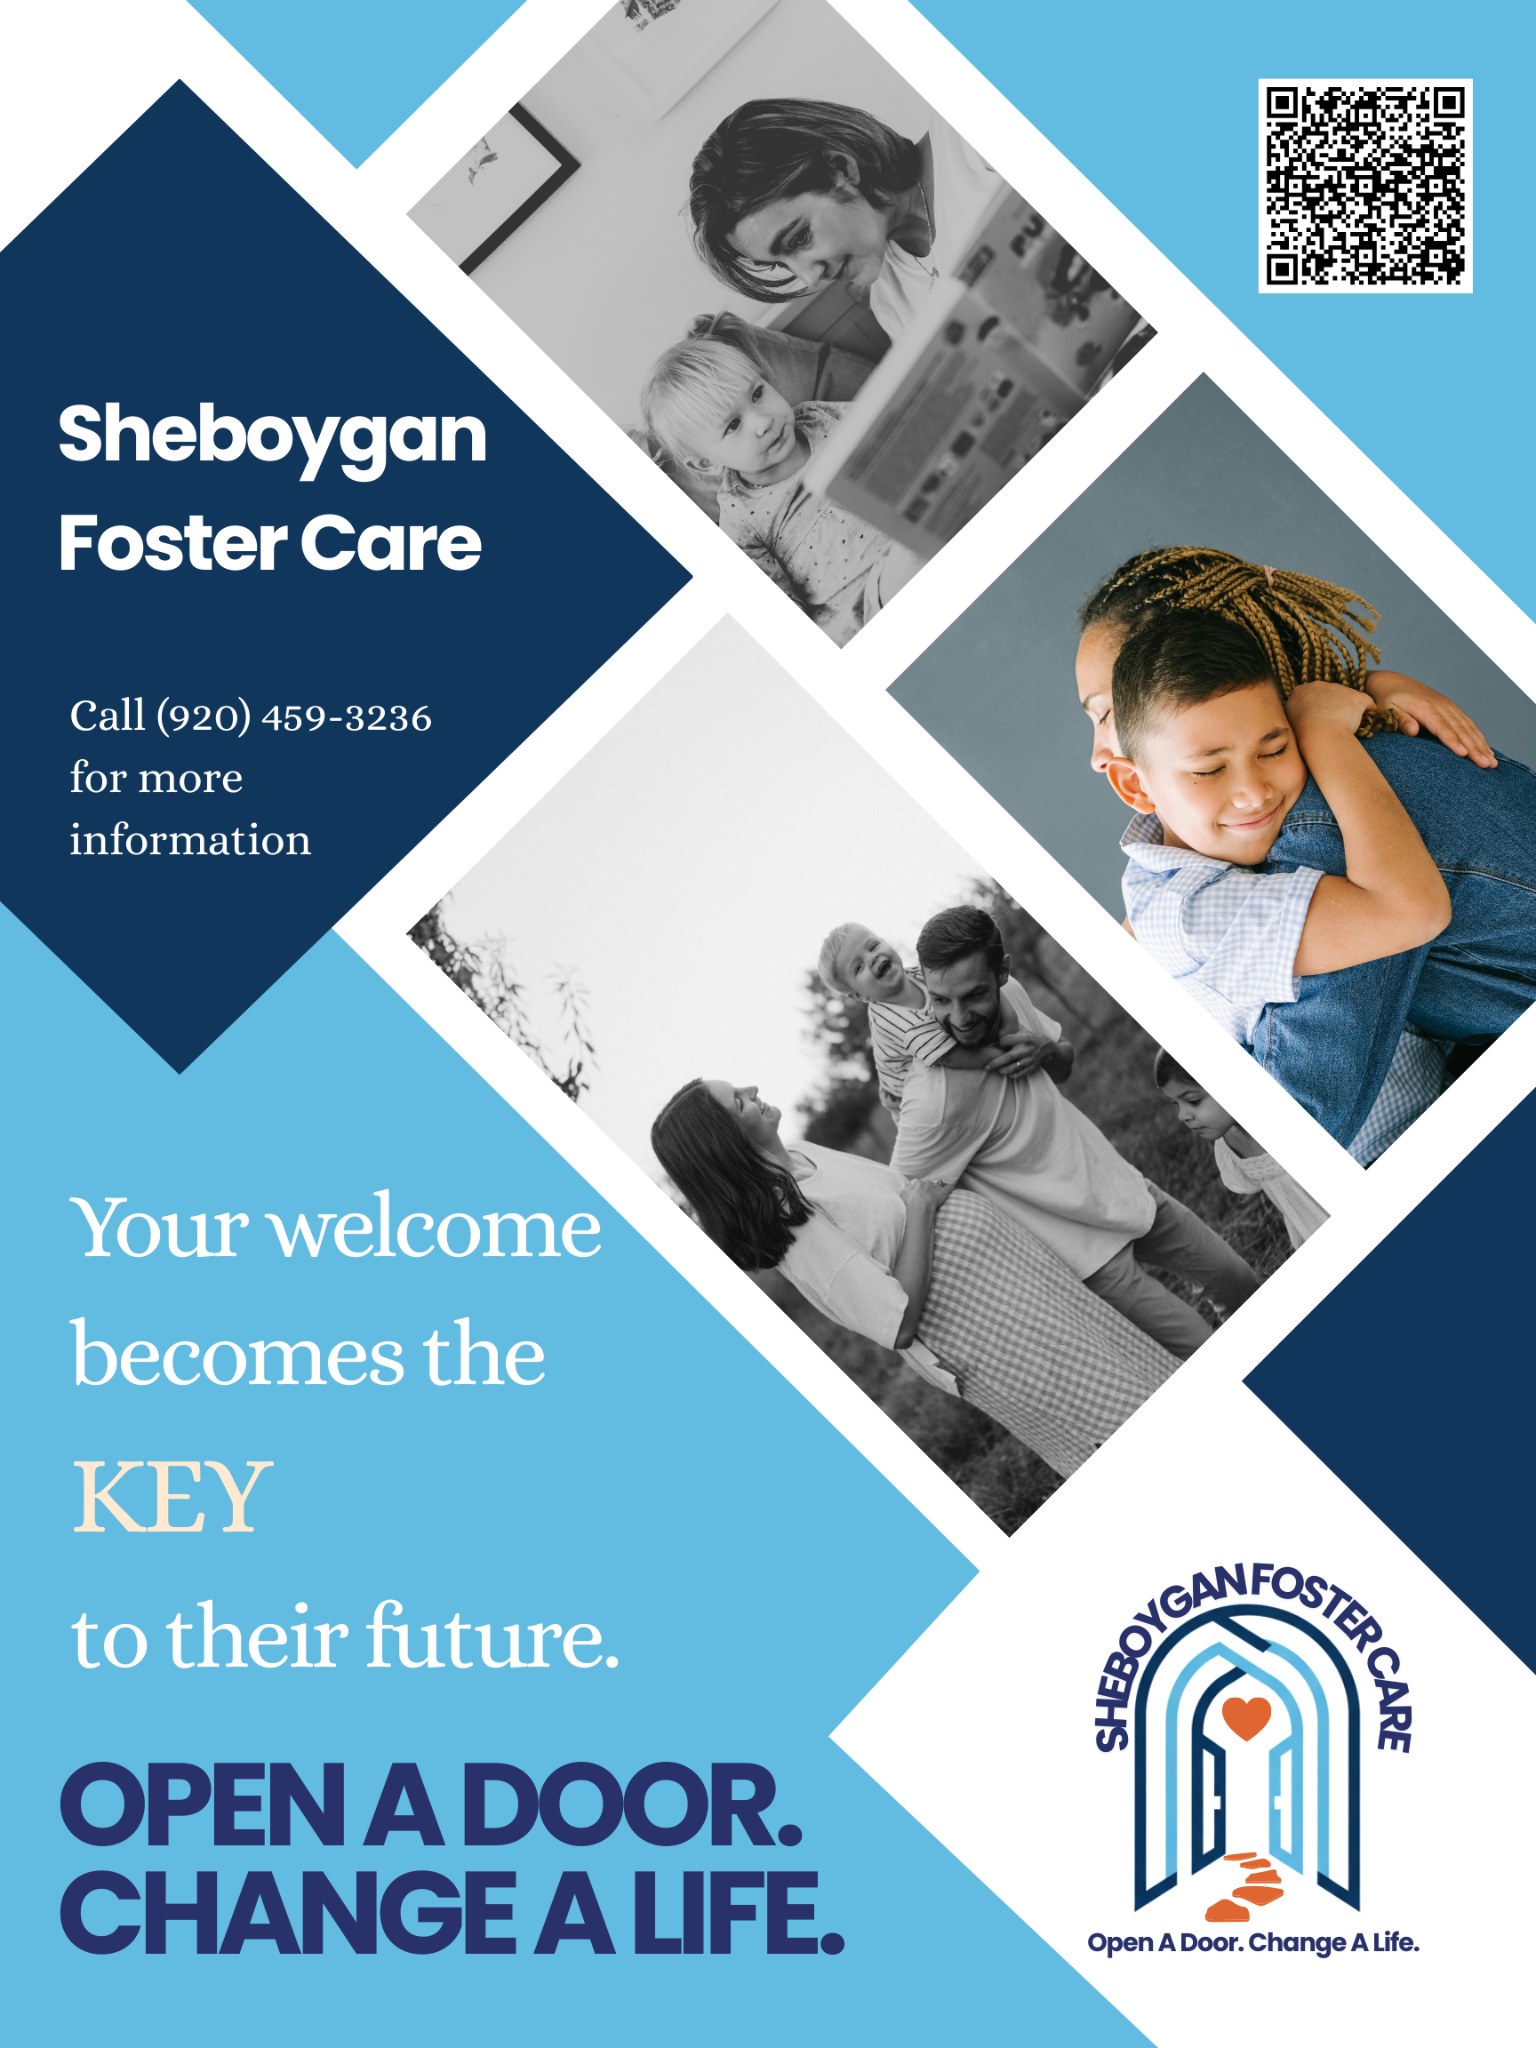 Sheboygan
Foster Care
Call (920) 459-3236
for more
information
Your welcome
becomes the
KEY
to their future.
OPEN A DOOR.
CHANGE A LIFE.
SHEBOYGAN FOSTER CARE
Open A Door. Change A Life.